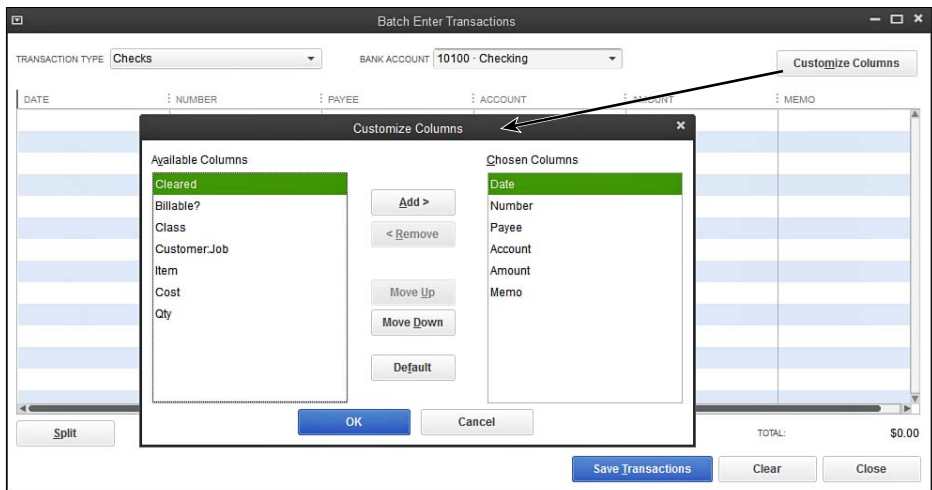 Batch Enter Transactions
TRANSACTION TYPE Checks BANK ACCOUNT 10100 · Checking Customize Columns
DATE NUMBER PAYEE ACCOUNT AMOUNT MEMO
Customize Columns
Available Columns Chosen Columns
Cleared Date
Billable? Add > Number
Class Payee
< Remove
Customer:Job Account
Item Amount
Cost Move Up Memo
Qty Move Down
Default
OK Cancel
Split TOTAL: $0.00
Save Transactions Clear Close